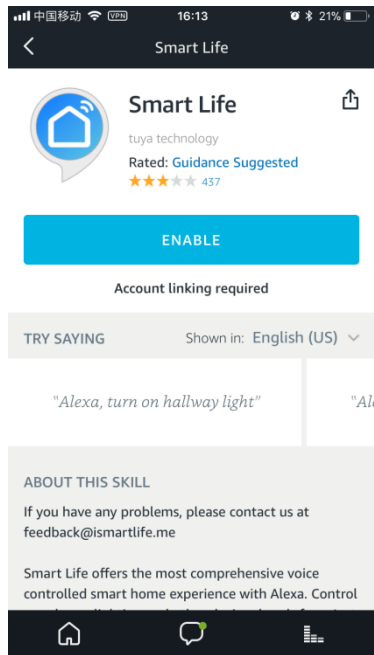 中国移动 VPN 16:13 21%
Smart Life
Smart Life
tuya technology
Rated: Guidance Suggested
437
ENABLE
Account linking required
TRY SAYING Shown in: English (US)
"Alexa, turn on hallway light" "Al
ABOUT THIS SKILL
If you have any problems, please contact us at
feedback@ismartlife.me
Smart Life offers the most comprehensive voice
controlled smart home experience with Alexa. Control